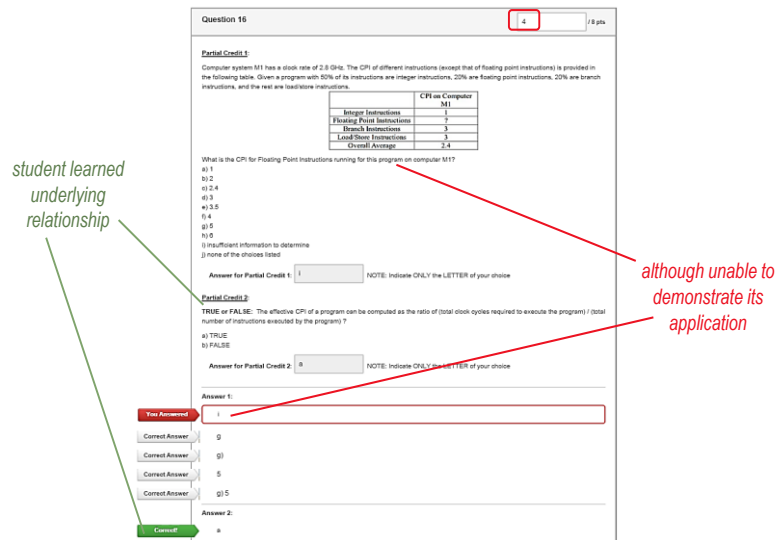 Question 16
4
/ 8 pts
Partial Credit 1:
Computer system M1 has a clock rate of 2.8 GHz. The CPI of different instructions (except that of floating point instructions) is provided in
the following table. Given a program with 50% of its instructions are integer instructions, 20% are floating point instructions, 20% are branch
instructions, and the rest are load/store instructions.
CPI on Computer
M1
Integer Instructions 1
Floating Point Instructions ?
Branch Instructions 3
Load/Store Instructions 3
Overall Average 2.4
What is the CPI for Floating Point Instructions running for this program on computer M1?
a) 1
b) 2
c) 2.4
d) 3
e) 3.5
f) 4
g) 5
h) 6
i) insufficient information to determine
j) none of the choices listed
Answer for Partial Credit 1: i NOTE: Indicate ONLY the LETTER of your choice
Partial Credit 2:
TRUE or FALSE: The effective CPI of a program can be computed as the ratio of (total clock cycles required to execute the program) / (total
number of instructions executed by the program) ?
a) TRUE
b) FALSE
Answer for Partial Credit 2: a NOTE: Indicate ONLY the LETTER of your choice
Answer 1:
You Answered i
Correct Answer g
Correct Answer g)
Correct Answer 5
Correct Answer g) 5
Answer 2:
Correct! a
student learned
underlying
relationship
although unable to
demonstrate its
application